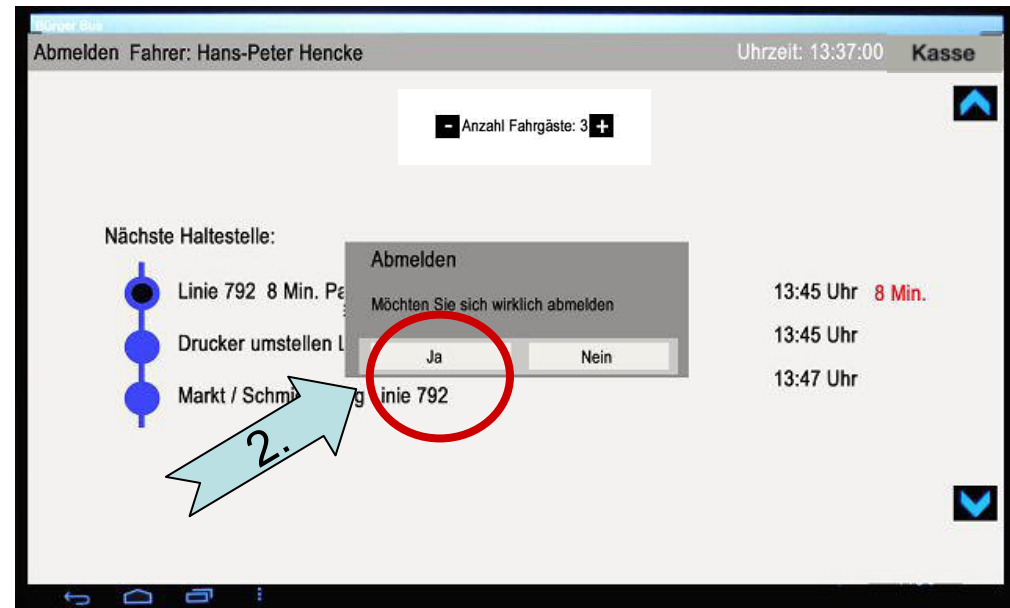 Bürger Bus
Abmelden Fahrer: Hans-Peter Hencke Uhrzeit: 13:37:00 Kasse
- Anzahl Fahrgäste: 3 +
Nächste Haltestelle:
Abmelden
Linie 792 8 Min. 13:45 Uhr 8 Min.
Möchten Sie sich wirklich abmelden
Drucker umstellen 13:45 Uhr
Ja Nein
13:47 Uhr
Markt / inie 792
2.